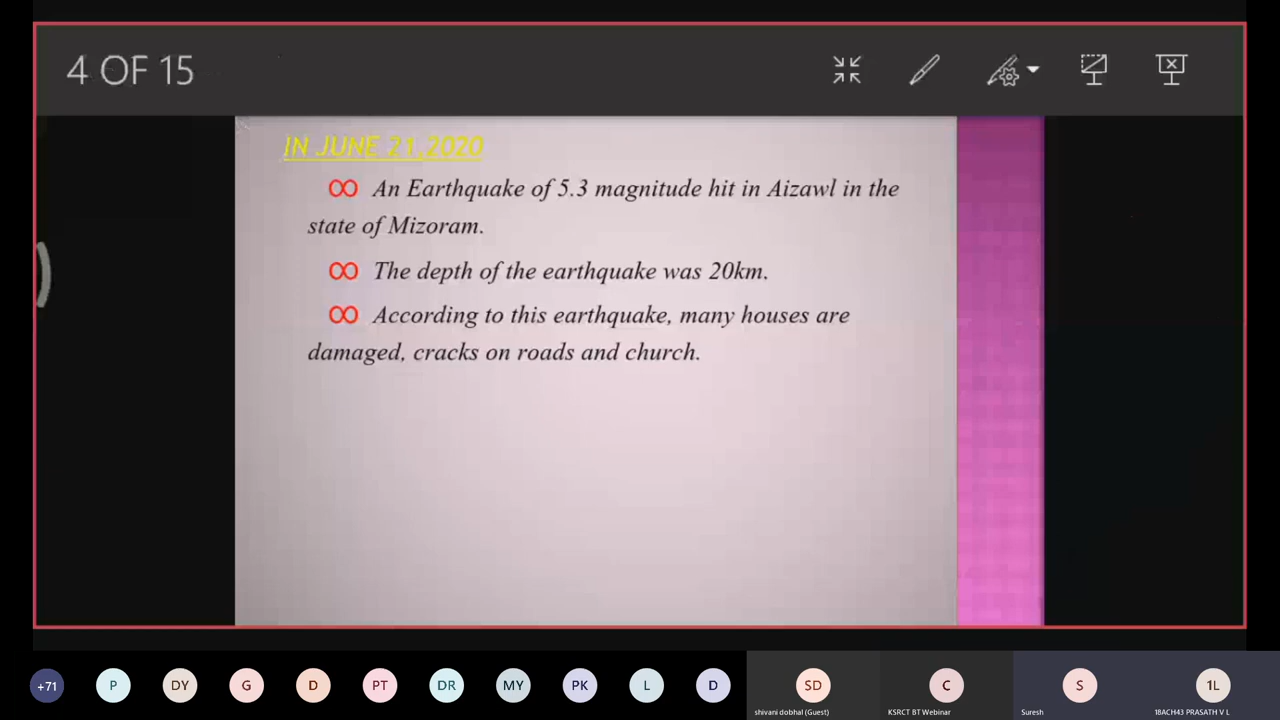 4 OF 15
IN JUNE 21,2020
∞ An Earthquake of 5.3 magnitude hit in Aizawl in the
state of Mizoram.
∞ The depth of the earthquake was 20km.
∞ According to this earthquake, many houses are
damaged, cracks on roads and church.
+71 P DY G D PT DR MY PK L D SD C S 1L
shivani dobhal (Guest) KSRCT BT Webinar Suresh 18ACH43 PRASATH V L